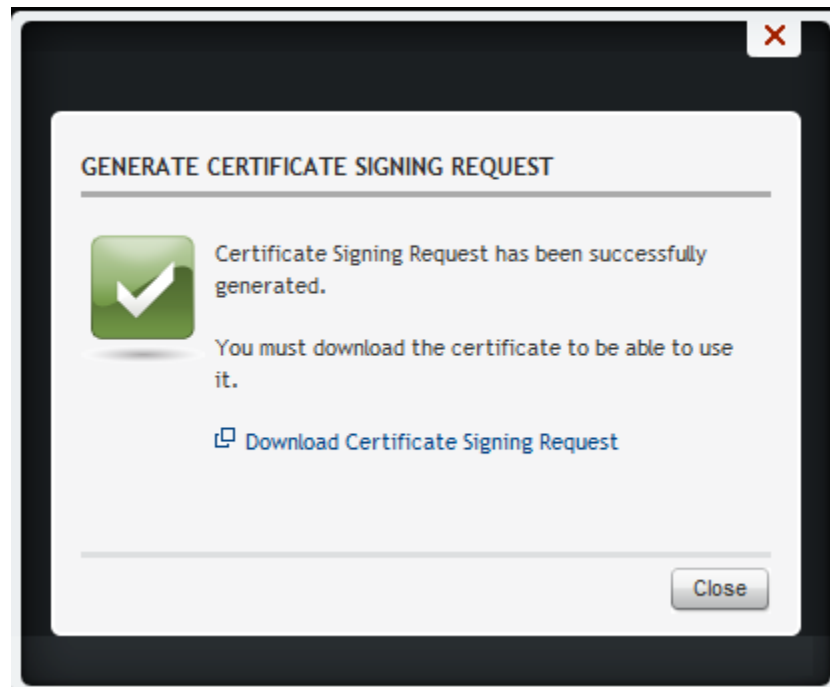 GENERATE CERTIFICATE SIGNING REQUEST
Certificate Signing Request has been successfully
generated.
You must download the certificate to be able to use
it.
Download Certificate Signing Request
Close